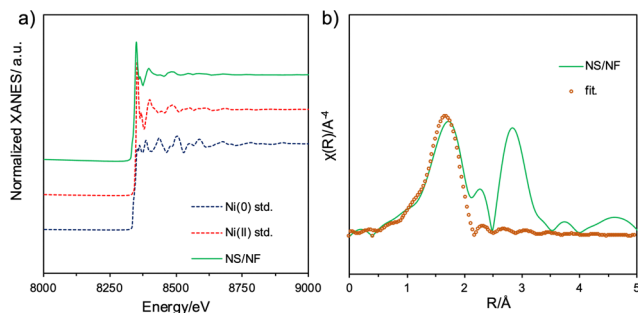 a)
Normalized XANES/ a.u.
Ni(0) std.
Ni(II) std.
NS/NF
8000 8250 8500 8750 9000
Energy/eV
b)
χ(R)/Å⁻⁴
NS/NF
fit.
0 1 2 3 4 5
R/Å